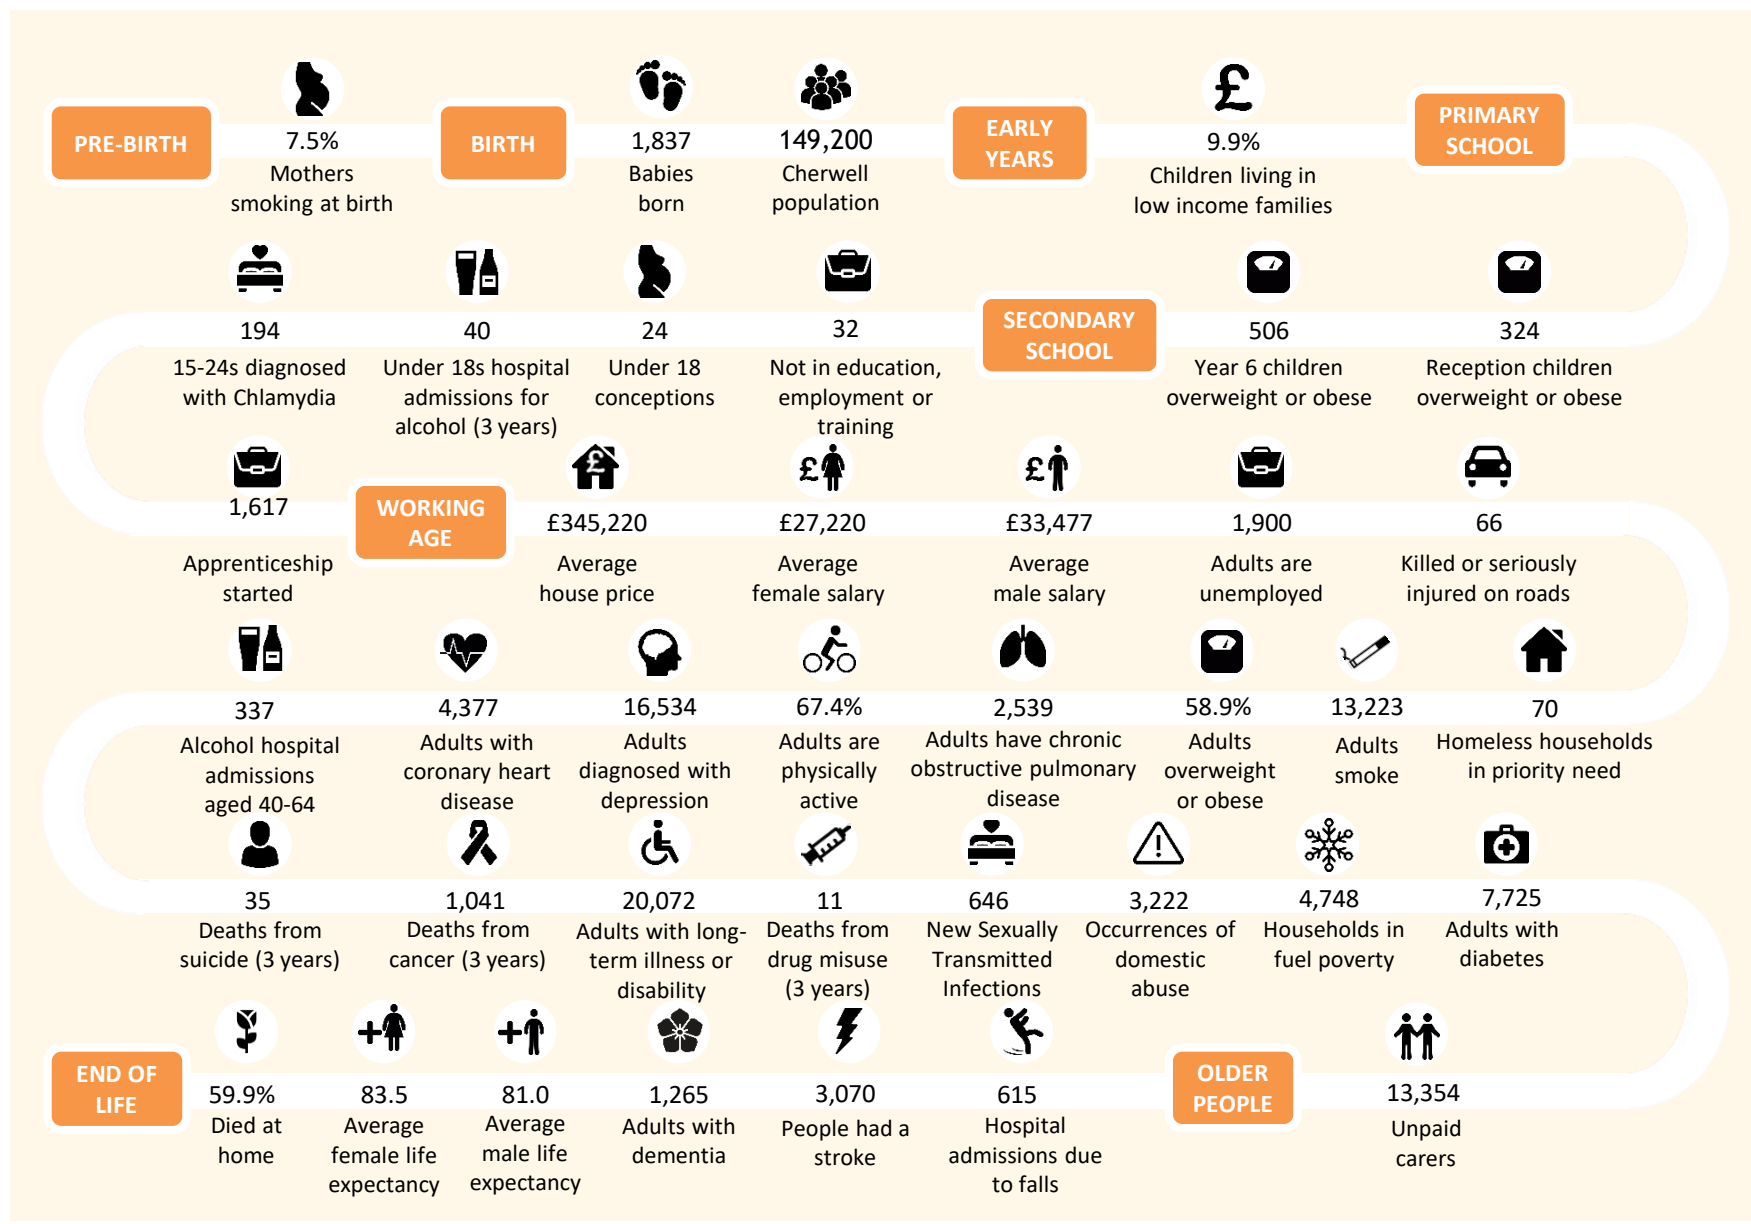 PRE-BIRTH
7.5%
Mothers
smoking at birth
BIRTH
1,837
Babies
born
149,200
Cherwell
population
EARLY
YEARS
£
9.9%
Children living in
low income families
PRIMARY
SCHOOL
194
15-24s diagnosed
with Chlamydia
40
Under 18s hospital
admissions for
alcohol (3 years)
24
Under 18
conceptions
32
Not in education,
employment or
training
SECONDARY
SCHOOL
506
Year 6 children
overweight or obese
324
Reception children
overweight or obese
1,617
Apprenticeship
started
WORKING
AGE
£
£345,220
Average
house price
£
£27,220
Average
female salary
£
£33,477
Average
male salary
1,900
Adults are
unemployed
66
Killed or seriously
injured on roads
337
Alcohol hospital
admissions
aged 40-64
4,377
Adults with
coronary heart
disease
16,534
Adults
diagnosed with
depression
67.4%
Adults are
physically
active
2,539
Adults have chronic
obstructive pulmonary
disease
58.9%
Adults
overweight
or obese
13,223
Adults
smoke
70
Homeless households
in priority need
35
Deaths from
suicide (3 years)
1,041
Deaths from
cancer (3 years)
20,072
Adults with long-
term illness or
disability
11
Deaths from
drug misuse
(3 years)
646
New Sexually
Transmitted
Infections
3,222
Occurrences of
domestic
abuse
4,748
Households in
fuel poverty
7,725
Adults with
diabetes
END OF
LIFE
59.9%
Died at
home
83.5
Average
female life
expectancy
81.0
Average
male life
expectancy
1,265
Adults with
dementia
3,070
People had a
stroke
615
Hospital
admissions due
to falls
OLDER
PEOPLE
13,354
Unpaid
carers